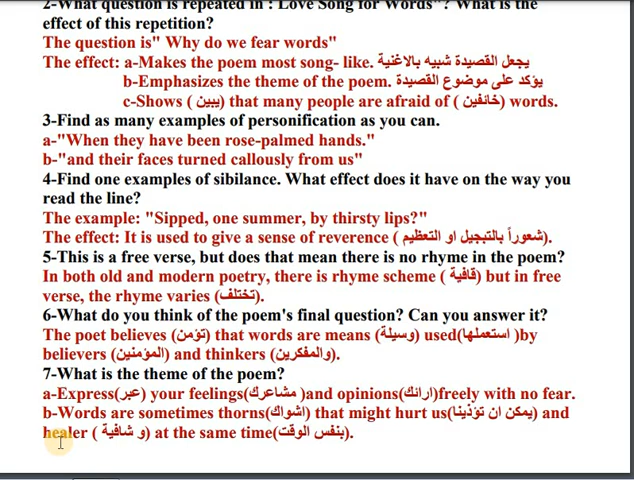 2-What question is repeated in : Love Song for Words"? What is the
effect of this repetition?
The question is" Why do we fear words"
The effect: a-Makes the poem most song- like. يجعل القصيدة شبيه بالاغنية
b-Emphasizes the theme of the poem. يؤكد على موضوع القصيدة
c-Shows ( يبين) that many people are afraid of ( خائفين) words.
3-Find as many examples of personification as you can.
a-"When they have been rose-palmed hands."
b-"and their faces turned callously from us"
4-Find one examples of sibilance. What effect does it have on the way you
read the line?
The example: "Sipped, one summer, by thirsty lips?"
The effect: It is used to give a sense of reverence ( شعوراً بالتبجيل او التعظيم).
5-This is a free verse, but does that mean there is no rhyme in the poem?
In both old and modern poetry, there is rhyme scheme ( قافية) but in free
verse, the rhyme varies (تختلف).
6-What do you think of the poem's final question? Can you answer it?
The poet believes (تؤمن) that words are means (وسيلة) used(استعملها )by
believers (المؤمنين) and thinkers (والمفكرين).
7-What is the theme of the poem?
a-Express(عبر) your feelings(مشاعرك )and opinions(ارائك)freely with no fear.
b-Words are sometimes thorns(اشواك) that might hurt us(يمكن ان تؤذينا) and
healer ( و شافية) at the same time(بنفس الوقت).